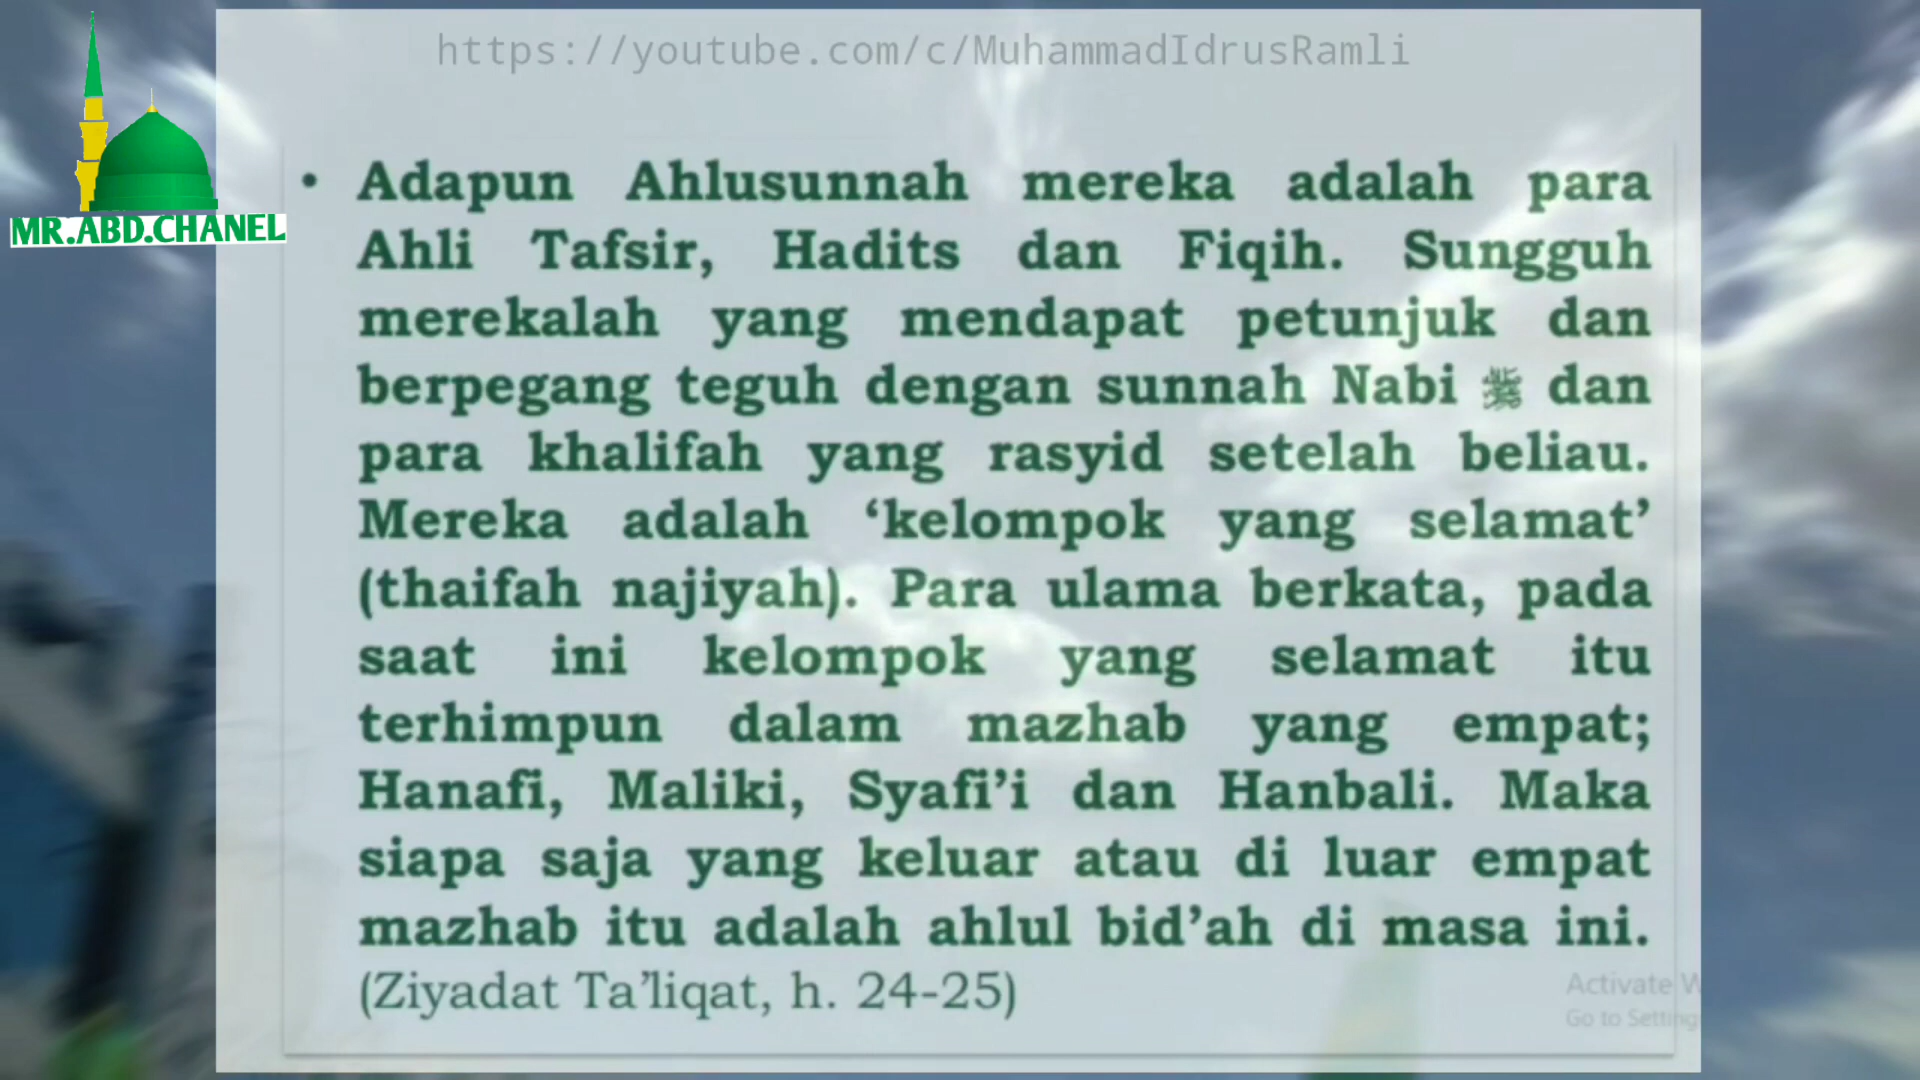 https://youtube.com/c/MuhammadIdrusRamli
MR.ABD.CHANEL
• Adapun Ahlusunnah mereka adalah para
Ahli Tafsir, Hadits dan Fiqih. Sungguh
merekalah yang mendapat petunjuk dan
berpegang teguh dengan sunnah Nabi ﷺ dan
para khalifah yang rasyid setelah beliau.
Mereka adalah ‘kelompok yang selamat’
(thaifah najiyah). Para ulama berkata, pada
saat ini kelompok yang selamat itu
terhimpun dalam mazhab yang empat;
Hanafi, Maliki, Syafi’i dan Hanbali. Maka
siapa saja yang keluar atau di luar empat
mazhab itu adalah ahlul bid’ah di masa ini.
(Ziyadat Ta’liqat, h. 24-25)
Activate W
Go to Setting